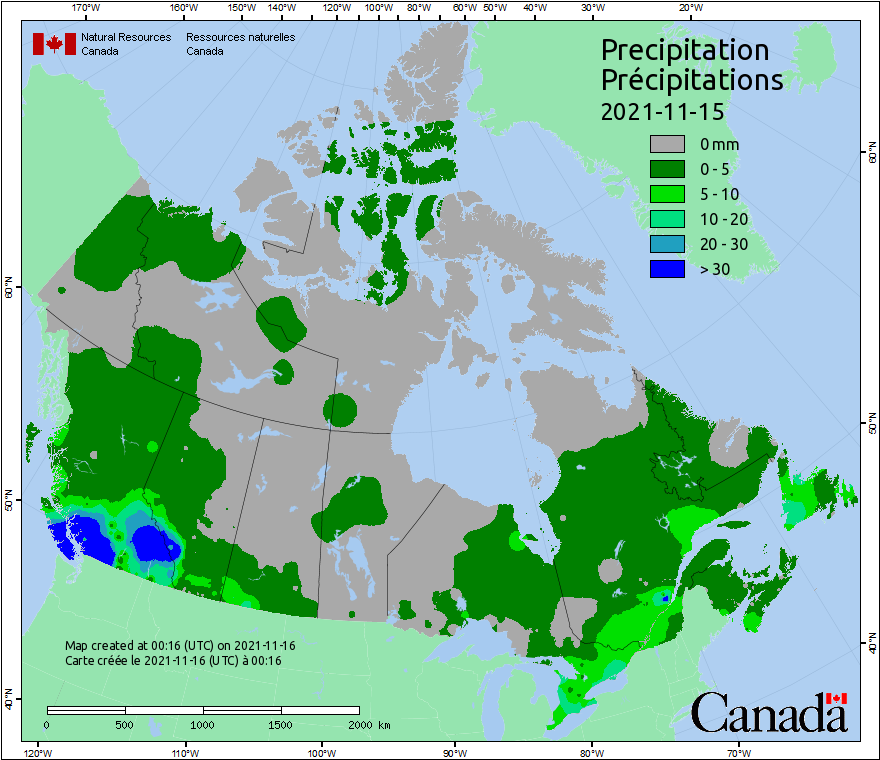 170°W 160°W 150°W 140°W 120°W 100°W 80°W 60°W 50°W 40°W 30°W 20°W
Natural Resources Ressources naturelles
Canada Canada
Precipitation
Précipitations
2021-11-15
0 mm
0 - 5
5 - 10
10 - 20
20 - 30
> 30
60°N
60°N
50°N
50°N
40°N
40°N
Map created at 00:16 (UTC) on 2021-11-16
Carte créée le 2021-11-16 (UTC) à 00:16
0 500 1000 1500 2000 km
Canada
120°W 110°W 100°W 90°W 80°W 70°W